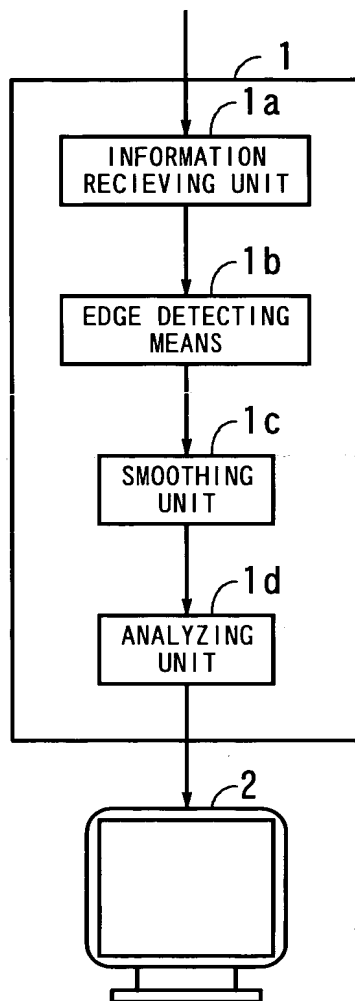 1
1a
INFORMATION
RECIEVING UNIT
1b
EDGE DETECTING
MEANS
1c
SMOOTHING
UNIT
1d
ANALYZING
UNIT
2